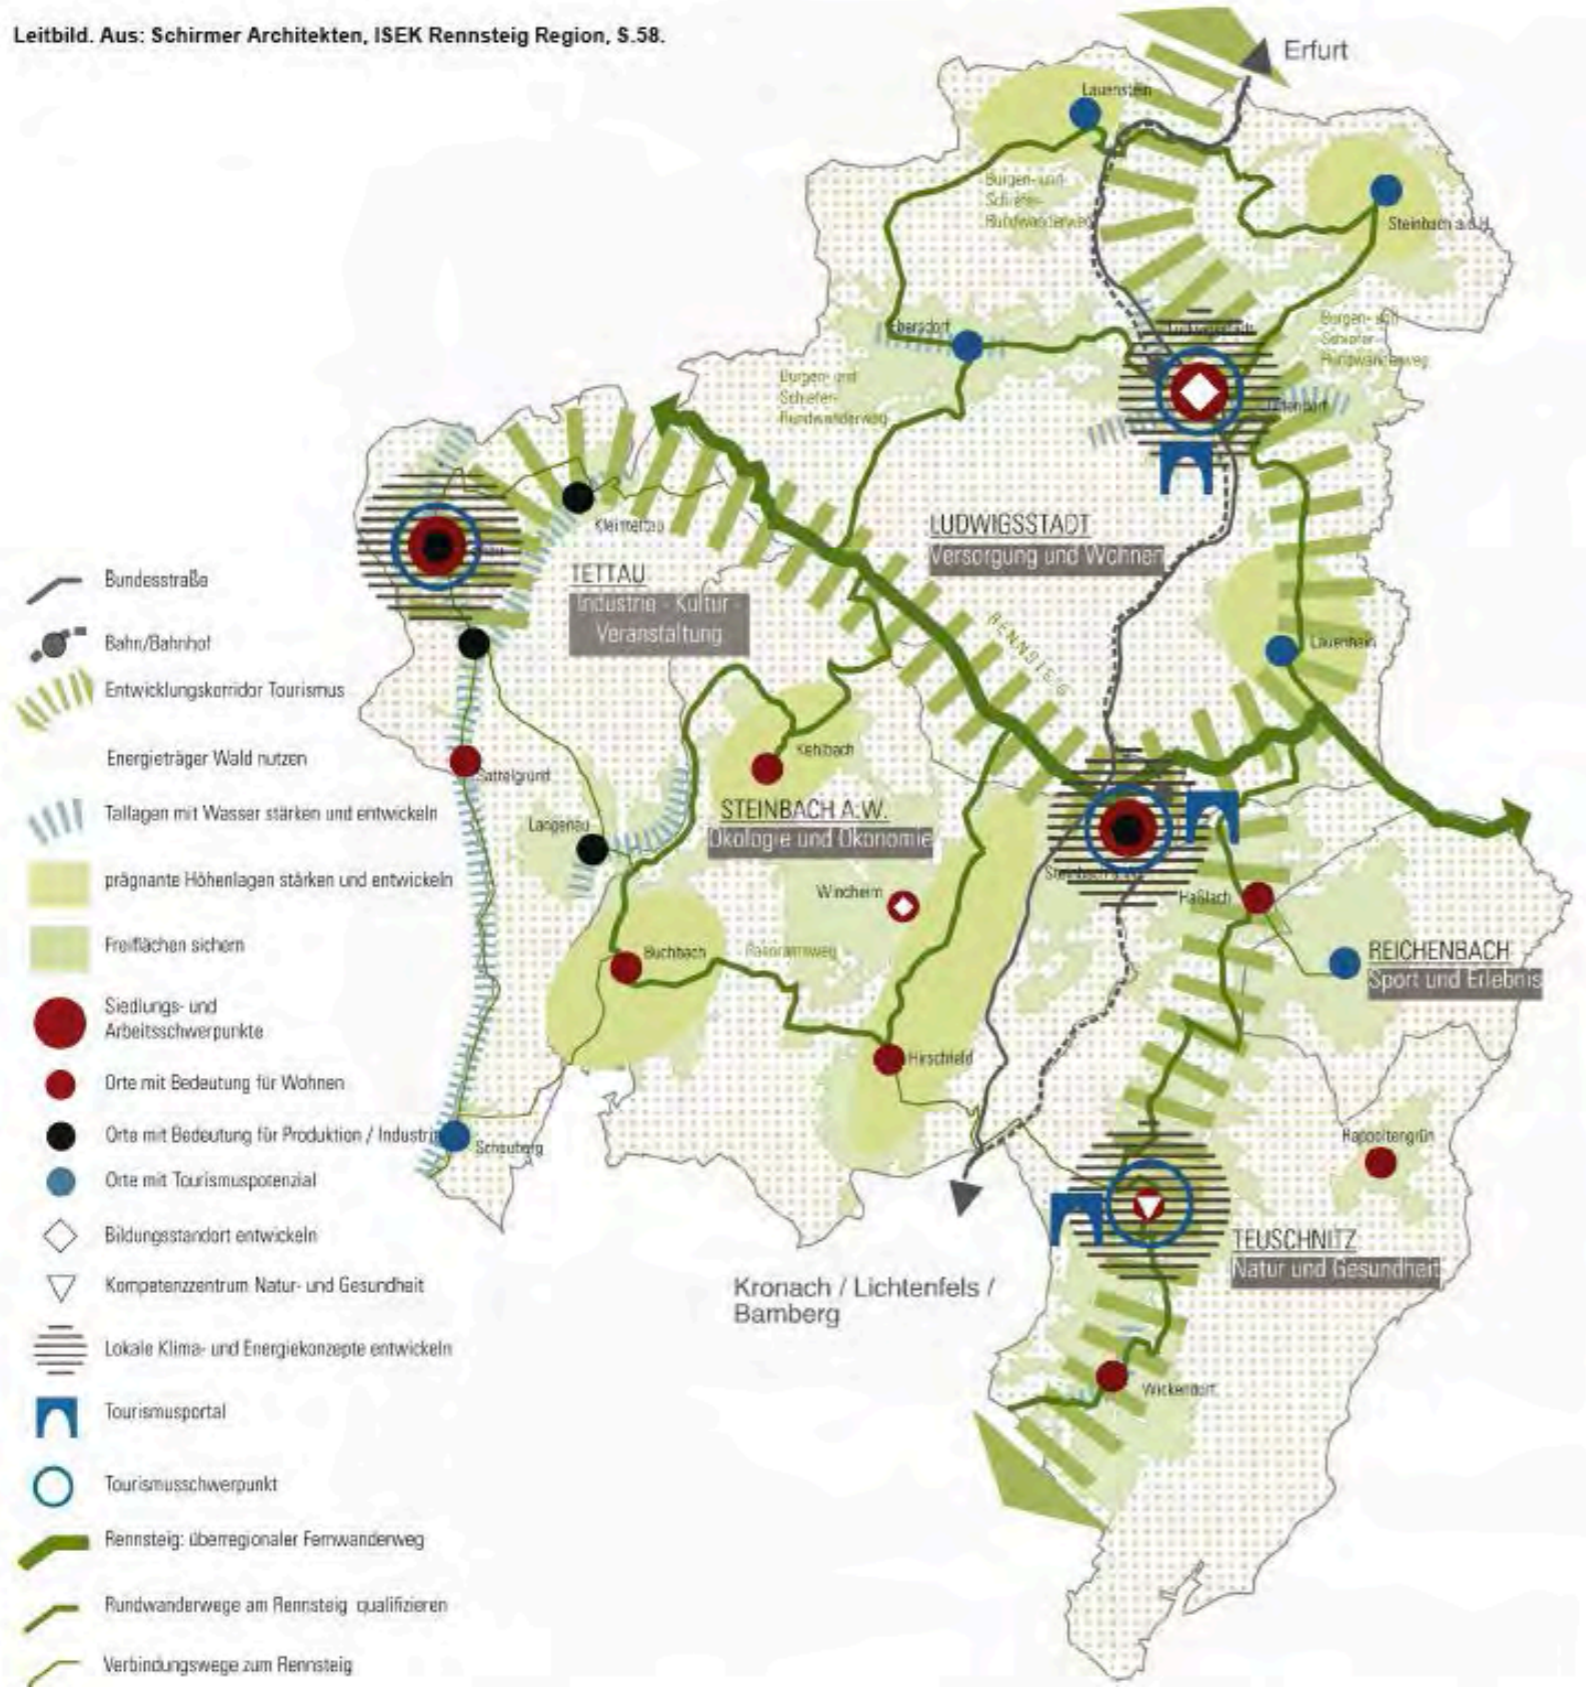 Leitbild. Aus: Schirmer Architekten, ISEK Rennsteig Region, S.58.
Erfurt
Lauenstein
Burgen- und
Schiefer-
Rundwanderweg
Steinbach a.d.H.
Ebersdorf
Burgen- und
Schiefer-
Rundwanderweg
Burgen- und
Schiefer-
Rundwanderweg
Kleintettau
LUDWIGSSTADT
Versorgung und Wohnen
TETTAU
Industrie - Kultur -
Veranstaltung
RENNSTEIG
Lauenhain
Kehlbach
Sattelgrund
STEINBACH A.W.
Ökologie und Ökonomie
Langenau
Windheim
Haßlach
Buchbach
Panoramaweg
REICHENBACH
Sport und Erlebnis
Hirschfeld
Rappoltengrün
Schauberg
TEUSCHNITZ
Natur und Gesundheit
Kronach / Lichtenfels /
Bamberg
Wickendorf
Bundesstraße
Bahn/Bahnhof
Entwicklungskorridor Tourismus
Energieträger Wald nutzen
Tallagen mit Wasser stärken und entwickeln
prägnante Höhenlagen stärken und entwickeln
Freiflächen sichern
Siedlungs- und
Arbeitsschwerpunkte
Orte mit Bedeutung für Wohnen
Orte mit Bedeutung für Produktion / Industrie
Orte mit Tourismuspotenzial
Bildungsstandort entwickeln
Kompetenzzentrum Natur- und Gesundheit
Lokale Klima- und Energiekonzepte entwickeln
Tourismusportal
Tourismusschwerpunkt
Rennsteig: überregionaler Fernwanderweg
Rundwanderwege am Rennsteig qualifizieren
Verbindungswege zum Rennsteig